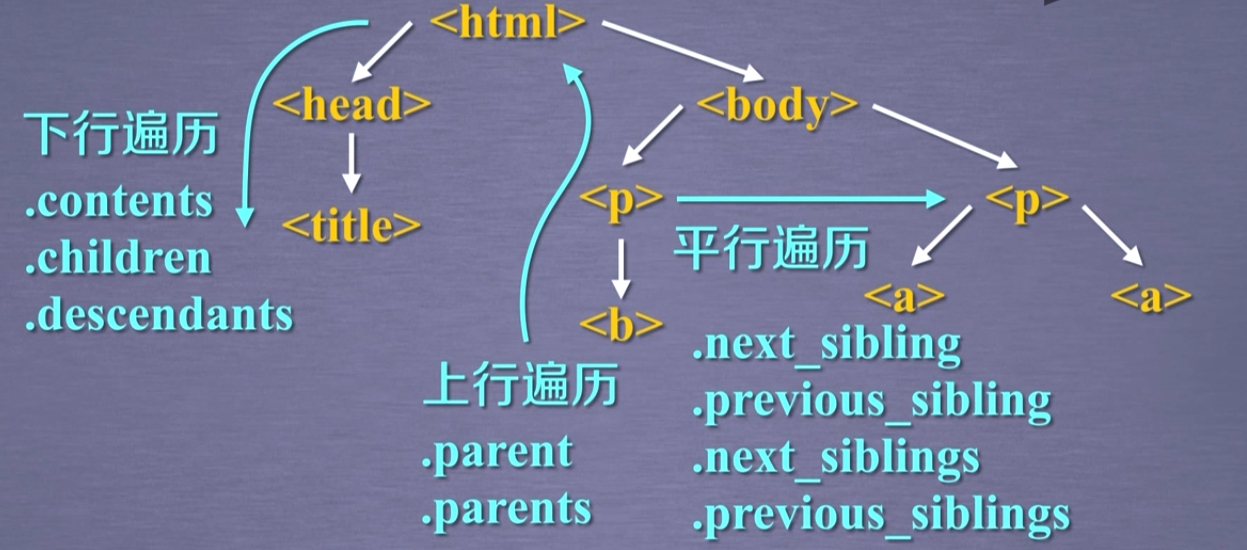 <html>
<head>
<body>
下行遍历
.contents
.children
.descendants
<title>
<p>
<p>
平行遍历
<a>
<a>
<b>
.next_sibling
.previous_sibling
.next_siblings
.previous_siblings
上行遍历
.parent
.parents